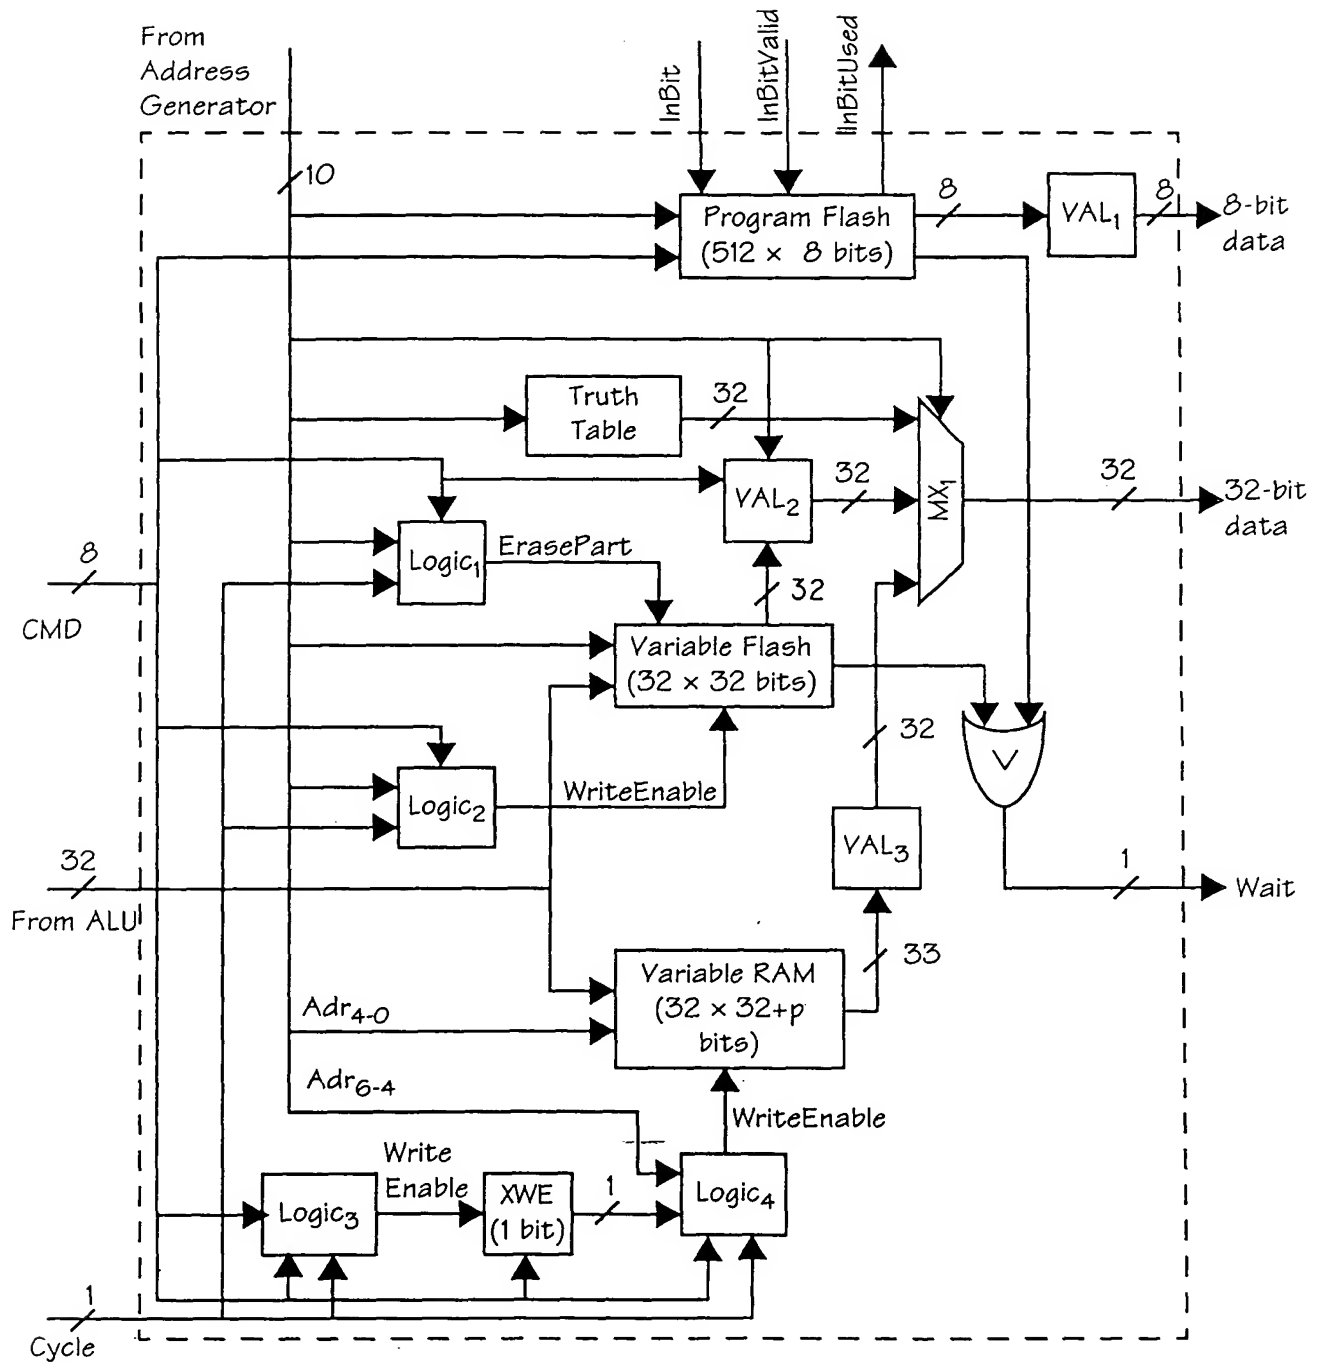 From
Address
Generator
InBit
InBitValid
InBitUsed
10
Program Flash
(512 × 8 bits)
8
VAL1
8
8-bit
data
Truth
Table
32
VAL2
32
MX1
32
32-bit
data
8
CMD
Logic1
ErasePart
32
Variable Flash
(32 × 32 bits)
32
V
Logic2
WriteEnable
VAL3
32
From ALU
1
Wait
33
Variable RAM
(32 × 32+p
bits)
Adr4-0
Adr6-4
WriteEnable
Write
Enable
Logic3
XWE
(1 bit)
1
Logic4
1
Cycle